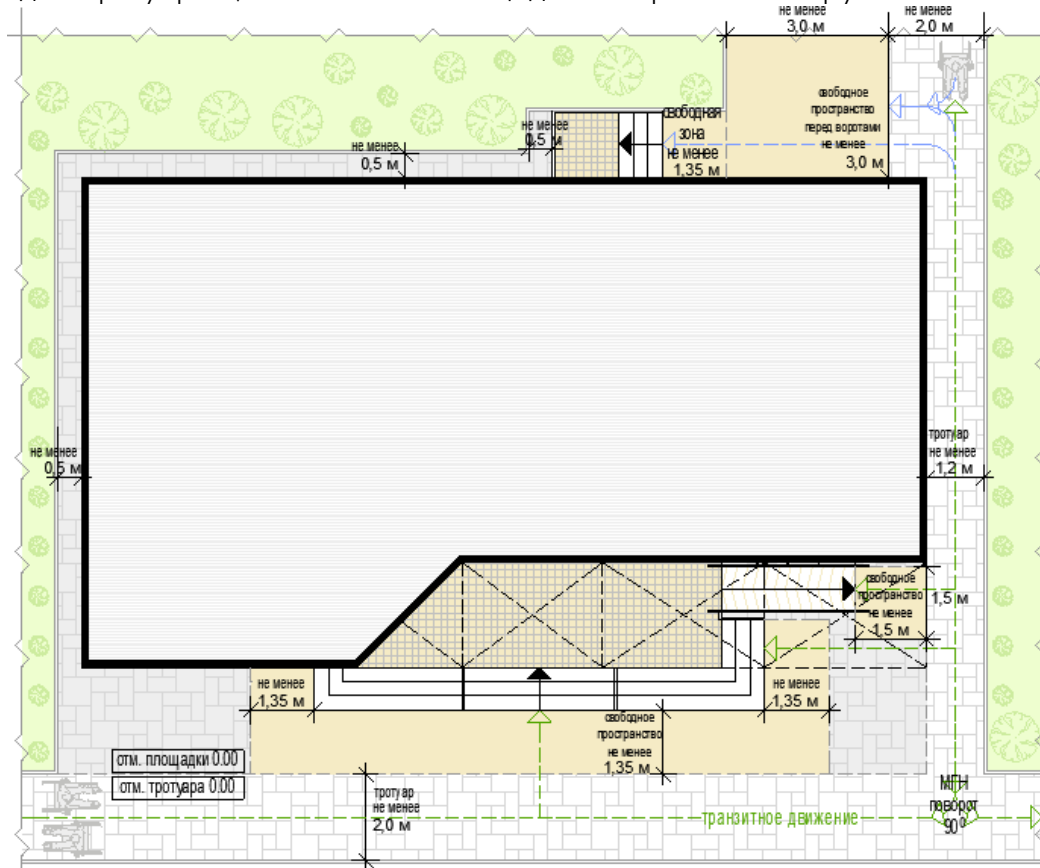 не менее
3,0 м
не менее
2,0 м
свободное
пространство
перед воротами
не менее
3,0 м
свободная
зона
не менее
1,35 м
не менее
0,5 м
не менее
0,5 м
не менее
0,5 м
тротуар
не менее
1,2 м
свободное
пространство
не менее
1,5 м
1,5 м
не менее
1,35 м
не менее
1,35 м
свободное
пространство
не менее
1,35 м
отм. площадки 0.00
отм. тротуара 0.00
тротуар
не менее
2,0 м
транзитное движение
МГН
поворот
90⁰